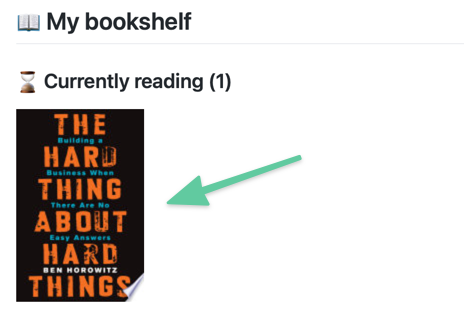 📖 My bookshelf
⏳ Currently reading (1)
THE
Building a
HARD
Business When
THING
There Are No
ABOUT
Easy Answers
HARD
BEN HOROWITZ
THINGS